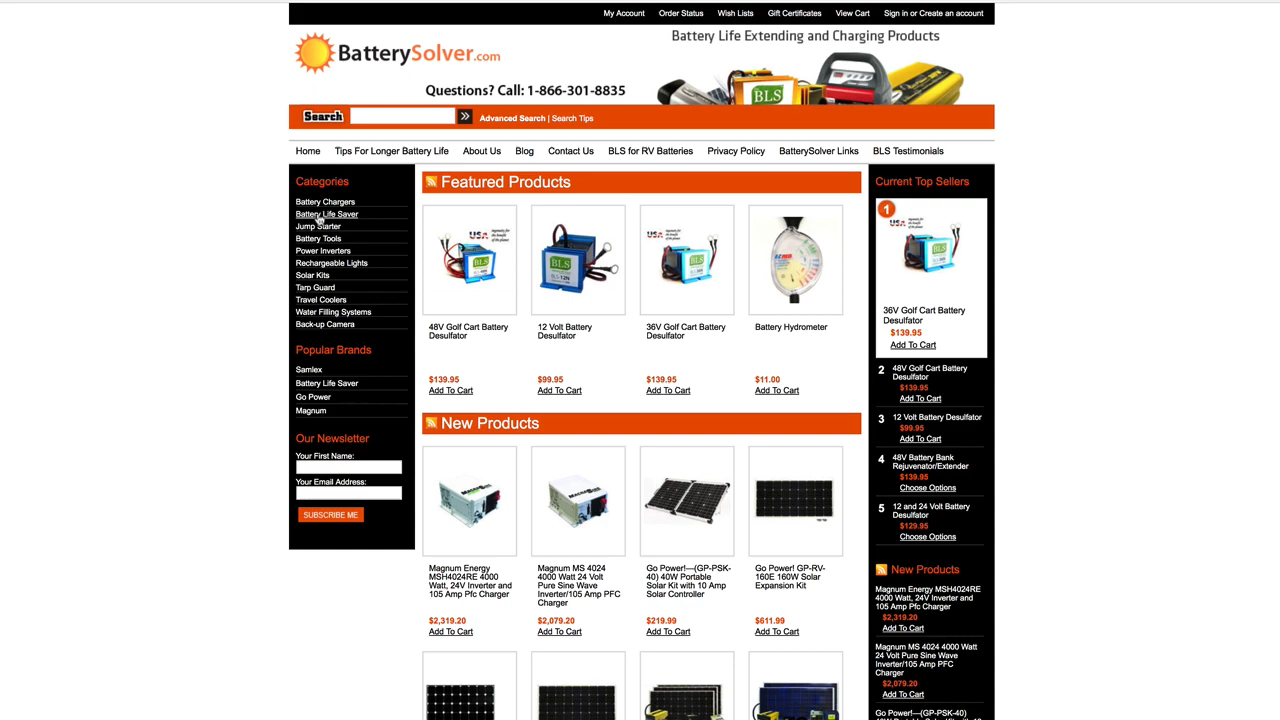 My Account
Order Status
Wish Lists
Gift Certificates
View Cart
Sign in or Create an account
BatterySolver.com
Battery Life Extending and Charging Products
Questions? Call: 1-866-301-8835
BLS
Search
Advanced Search | Search Tips
Home
Tips For Longer Battery Life
About Us
Blog
Contact Us
BLS for RV Batteries
Privacy Policy
BatterySolver Links
BLS Testimonials
Categories
Battery Chargers
Battery Life Saver
Jump Starter
Battery Tools
Power Inverters
Rechargeable Lights
Solar Kits
Tarp Guard
Travel Coolers
Water Filling Systems
Back-up Camera
Popular Brands
Samlex
Battery Life Saver
Go Power
Magnum
Our Newsletter
Your First Name:
Your Email Address:
SUBSCRIBE ME
Featured Products
USA
BLS
48V Golf Cart Battery
Desulfator
$139.95
Add To Cart
BLS
BLS-12N
12 Volt Battery
Desulfator
$99.95
Add To Cart
USA
BLS
36V Golf Cart Battery
Desulfator
$139.95
Add To Cart
Battery Hydrometer
$11.00
Add To Cart
New Products
Magnum Energy
MSH4024RE 4000
Watt, 24V Inverter and
105 Amp Pfc Charger
$2,319.20
Add To Cart
Magnum MS 4024
4000 Watt 24 Volt
Pure Sine Wave
Inverter/105 Amp PFC
Charger
$2,079.20
Add To Cart
Go Power!—(GP-PSK-
40) 40W Portable
Solar Kit with 10 Amp
Solar Controller
$219.99
Add To Cart
Go Power! GP-RV-
160E 160W Solar
Expansion Kit
$611.99
Add To Cart
Current Top Sellers
1
USA
BLS
36V Golf Cart Battery
Desulfator
$139.95
Add To Cart
2
48V Golf Cart Battery
Desulfator
$139.95
Add To Cart
3
12 Volt Battery Desulfator
$99.95
Add To Cart
4
48V Battery Bank
Rejuvenator/Extender
$139.95
Choose Options
5
12 and 24 Volt Battery
Desulfator
$129.95
Choose Options
New Products
Magnum Energy MSH4024RE
4000 Watt, 24V Inverter and
105 Amp Pfc Charger
$2,319.20
Add To Cart
Magnum MS 4024 4000 Watt
24 Volt Pure Sine Wave
Inverter/105 Amp PFC
Charger
$2,079.20
Add To Cart
Go Power!—(GP-PSK-40)